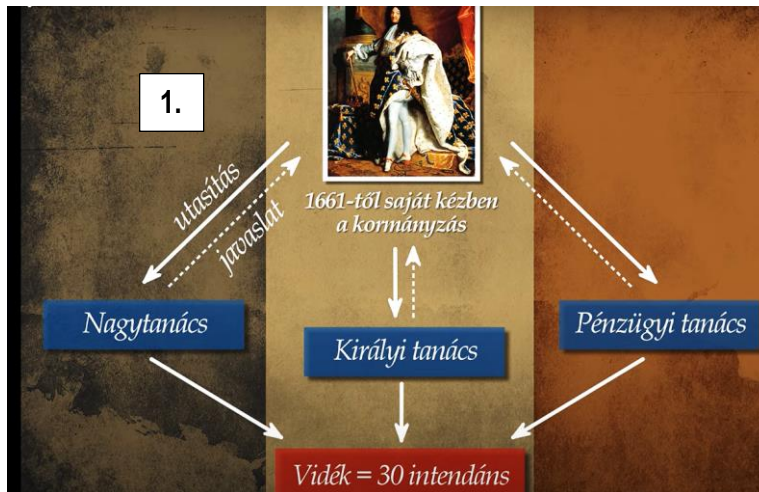 1.
utasítás
javaslat
1661-től saját kézben
a kormányzás
Nagytanács
Királyi tanács
Pénzügyi tanács
Vidék = 30 intendáns